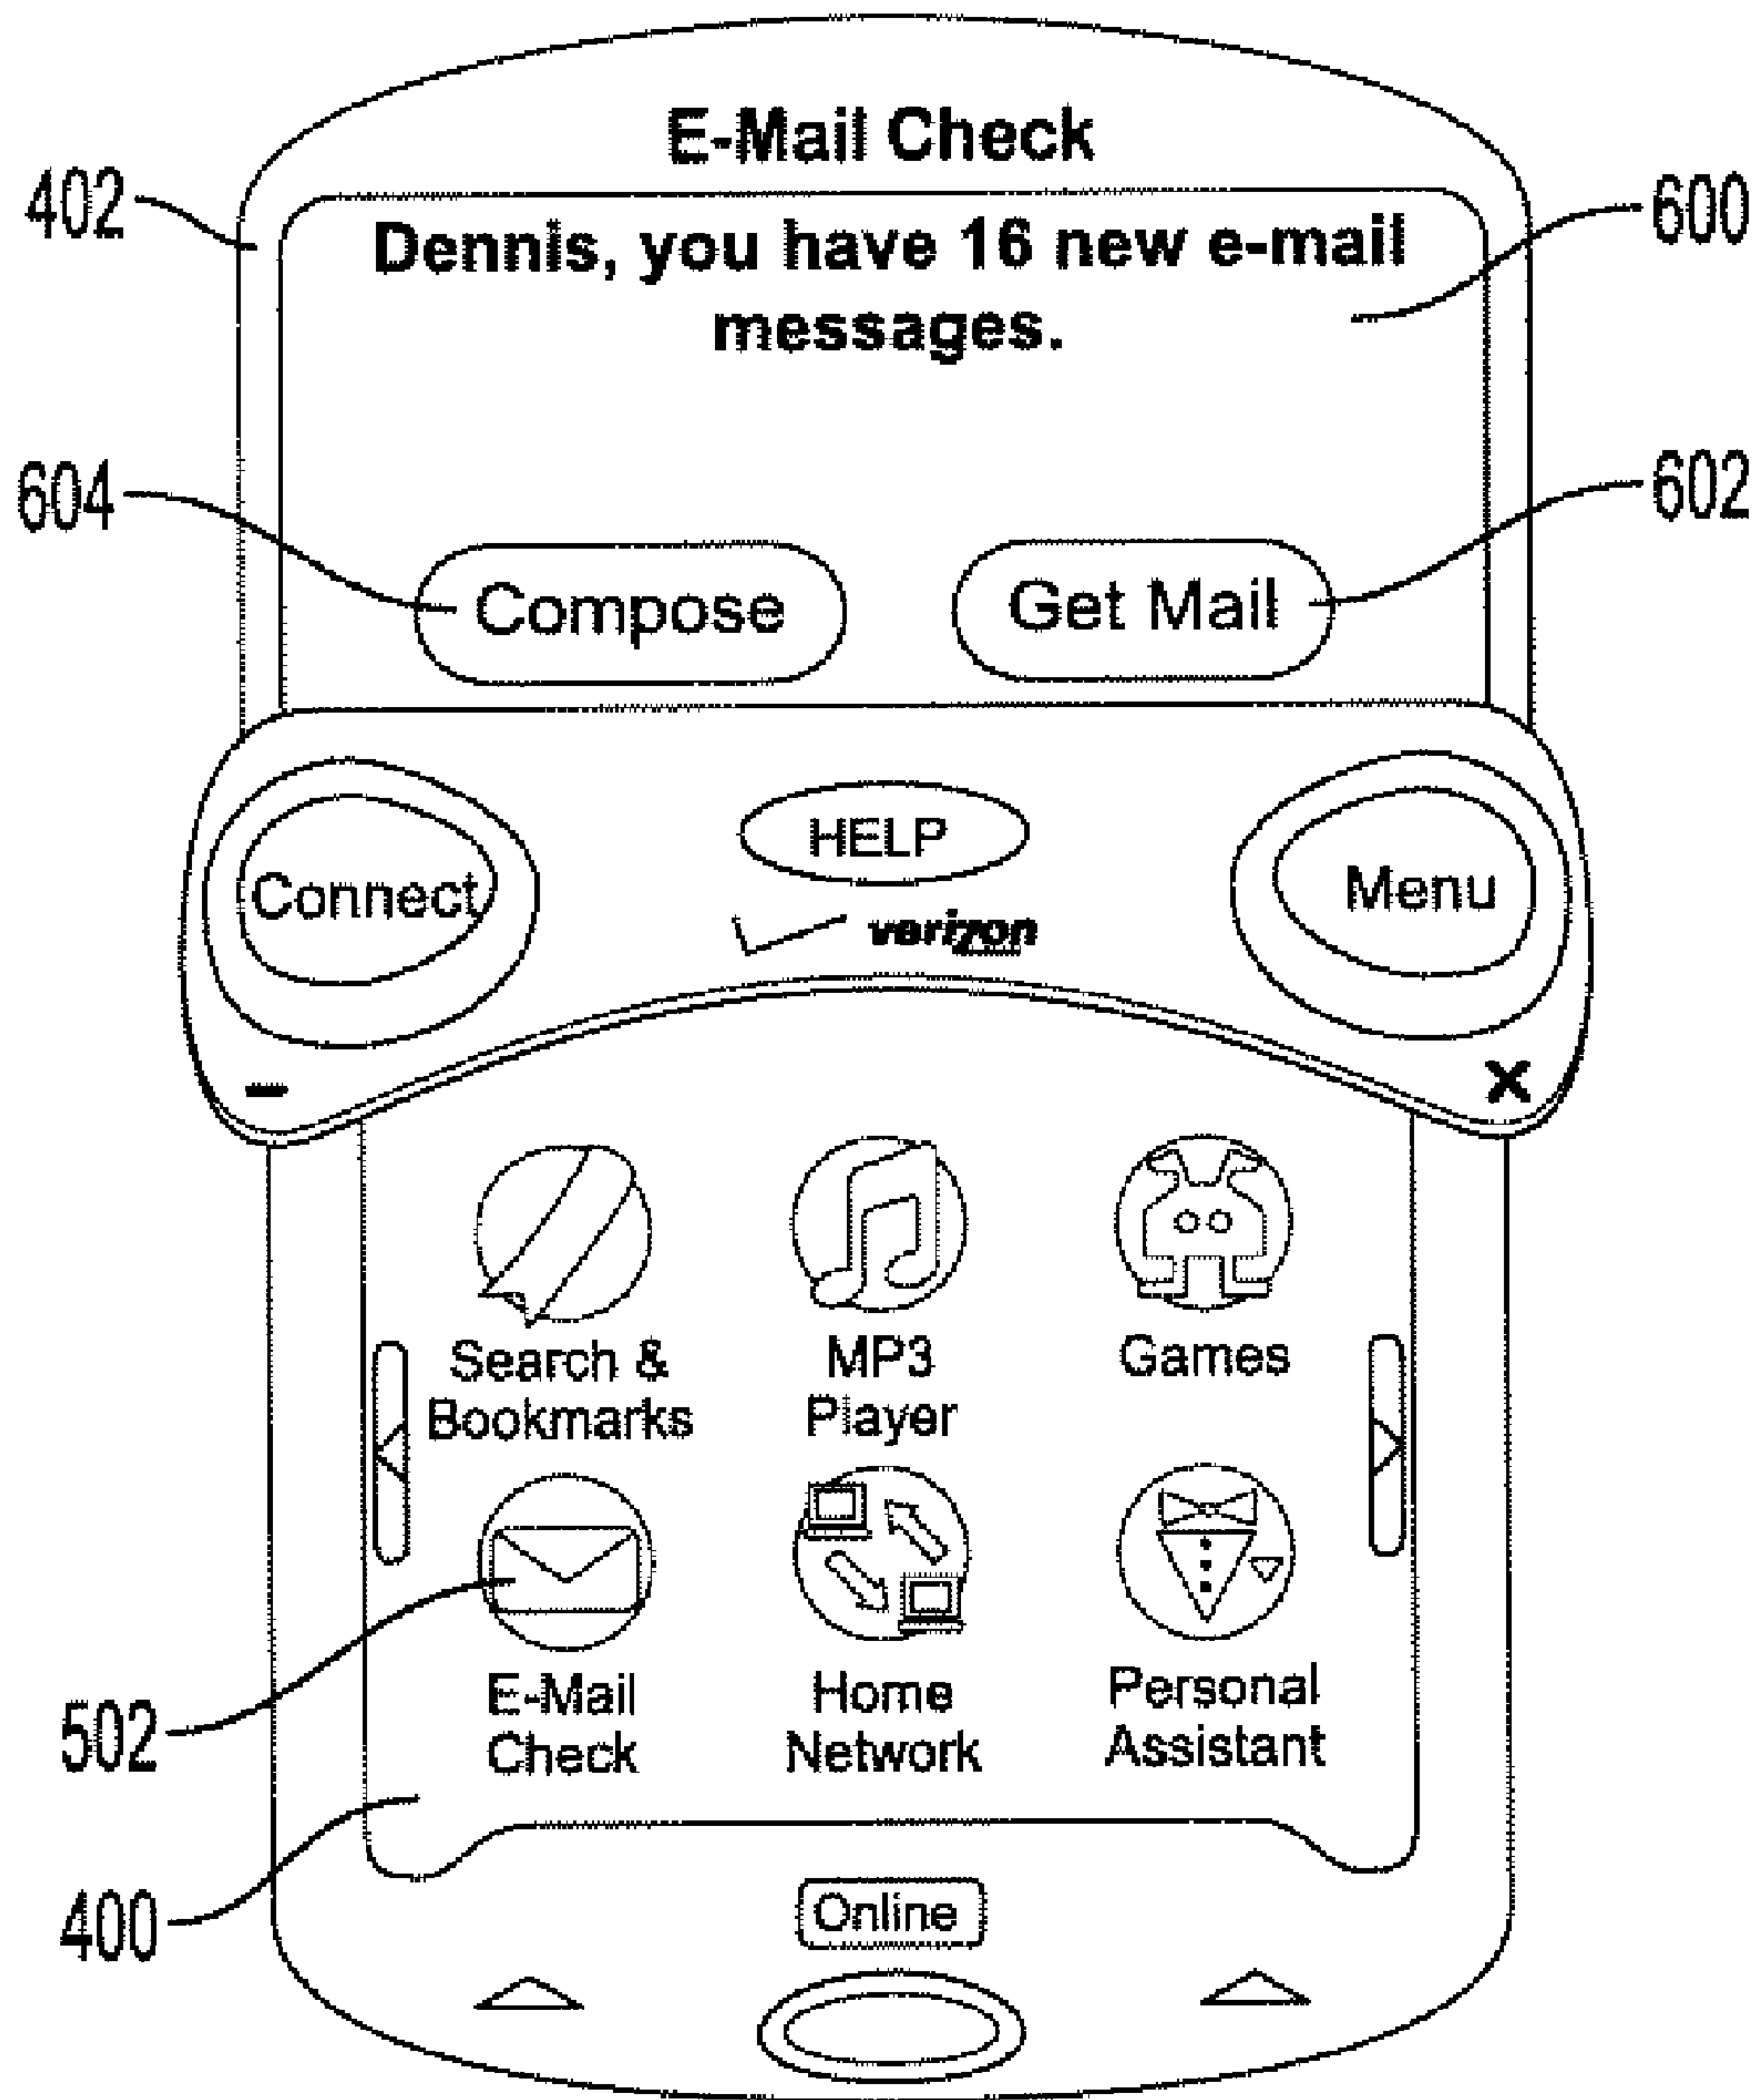 E-Mail Check
402
Dennis, you have 16 new e-mail
messages.
600
604
602
Compose
Get Mail
HELP
Connect
Menu
verizon
Search &
Bookmarks
MP3
Player
Games
E-Mail
Check
Home
Network
Personal
Assistant
502
400
Online